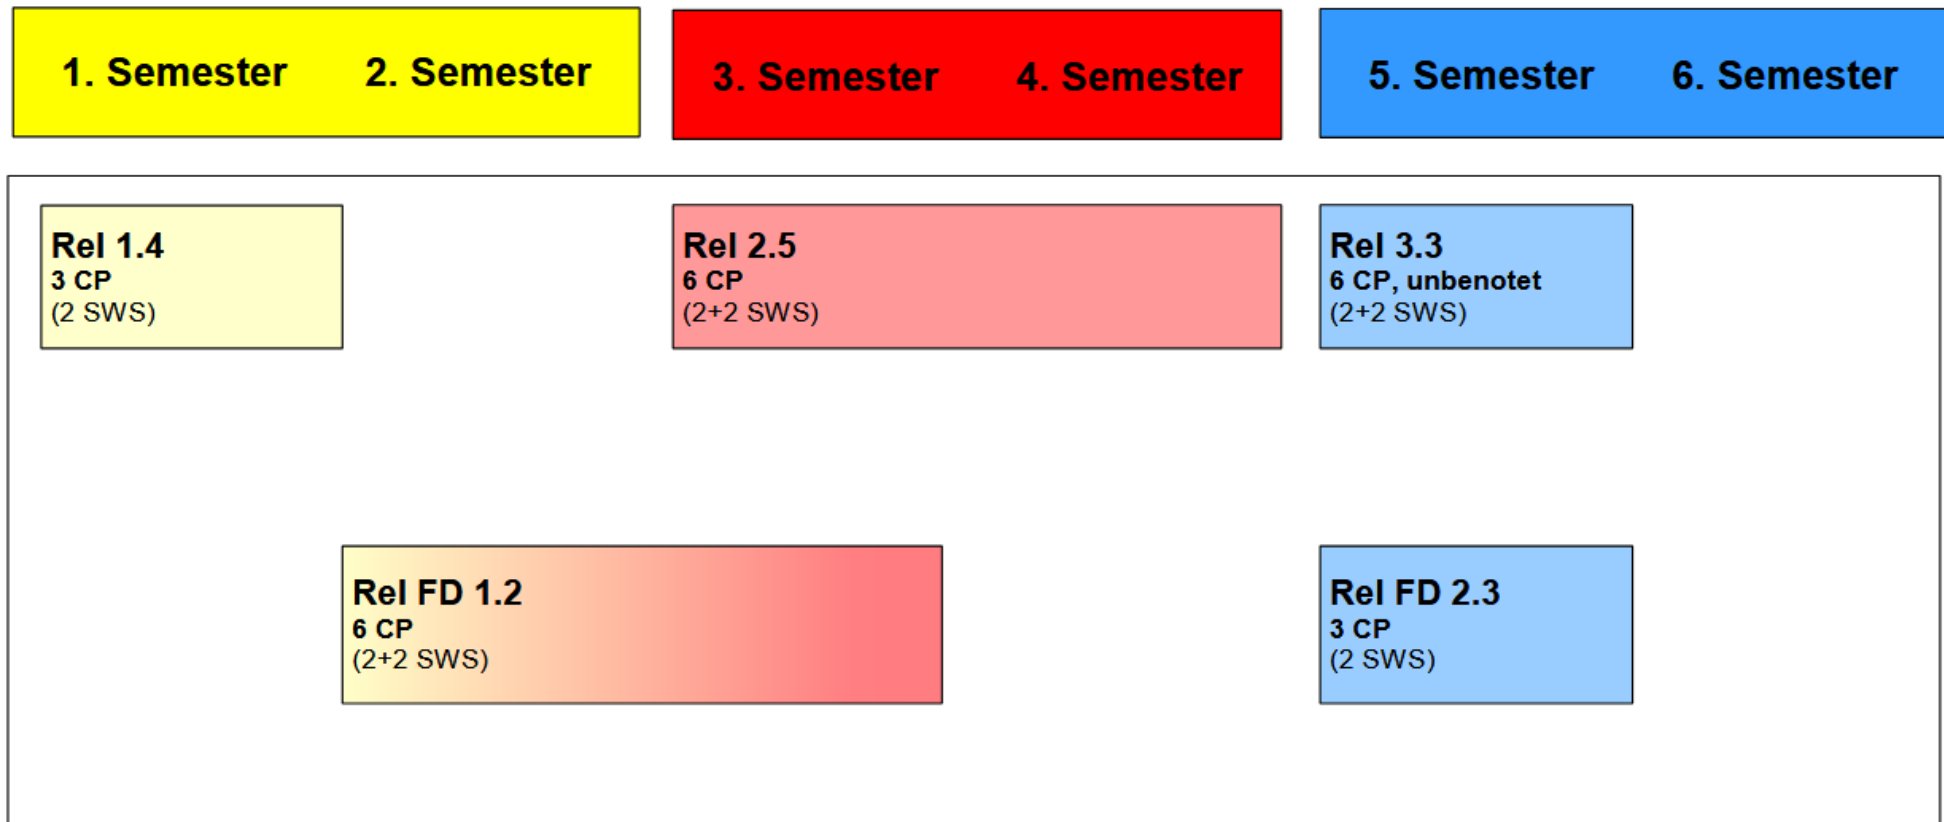 1. Semester 2. Semester
3. Semester 4. Semester
5. Semester 6. Semester
Rel 1.4
3 CP
(2 SWS)
Rel 2.5
6 CP
(2+2 SWS)
Rel 3.3
6 CP, unbenotet
(2+2 SWS)
Rel FD 1.2
6 CP
(2+2 SWS)
Rel FD 2.3
3 CP
(2 SWS)